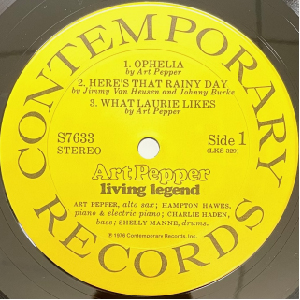 CONTEMPORARY
RECORDS
1. OPHELIA
by Art Pepper
2. HERE'S THAT RAINY DAY
by Jimmy Van Heusen and Johnny Burke
3. WHAT LAURIE LIKES
by Art Pepper
S7633
STEREO
Side 1
Art Pepper
living legend
ART PEPPER, alto sax; HAMPTON HAWES,
piano & electric piano; CHARLIE HADEN,
bass; SHELLY MANNE, drums.
Ⓟ 1976 Contemporary Records, Inc.